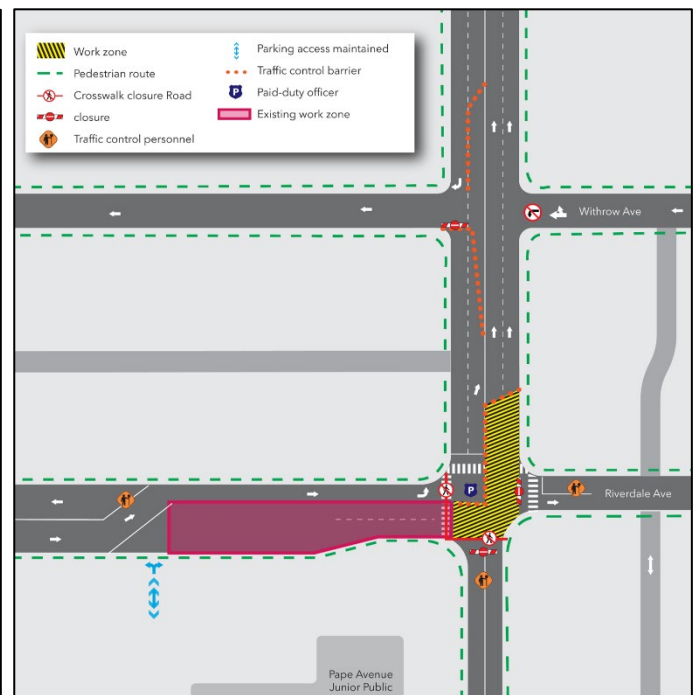 Work zone
Pedestrian route
Crosswalk closure Road
closure
Traffic control personnel
Parking access maintained
Traffic control barrier
P Paid-duty officer
Existing work zone
Withrow Ave
P
Riverdale Ave
Pape Avenue
Junior Public